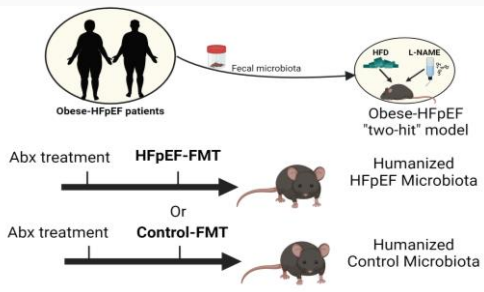 HFD L-NAME
Fecal microbiota
Obese-HFpEF patients
Obese-HFpEF
"two-hit" model
Abx treatment HFpEF-FMT
Humanized
HFpEF Microbiota
Or
Abx treatment Control-FMT
Humanized
Control Microbiota